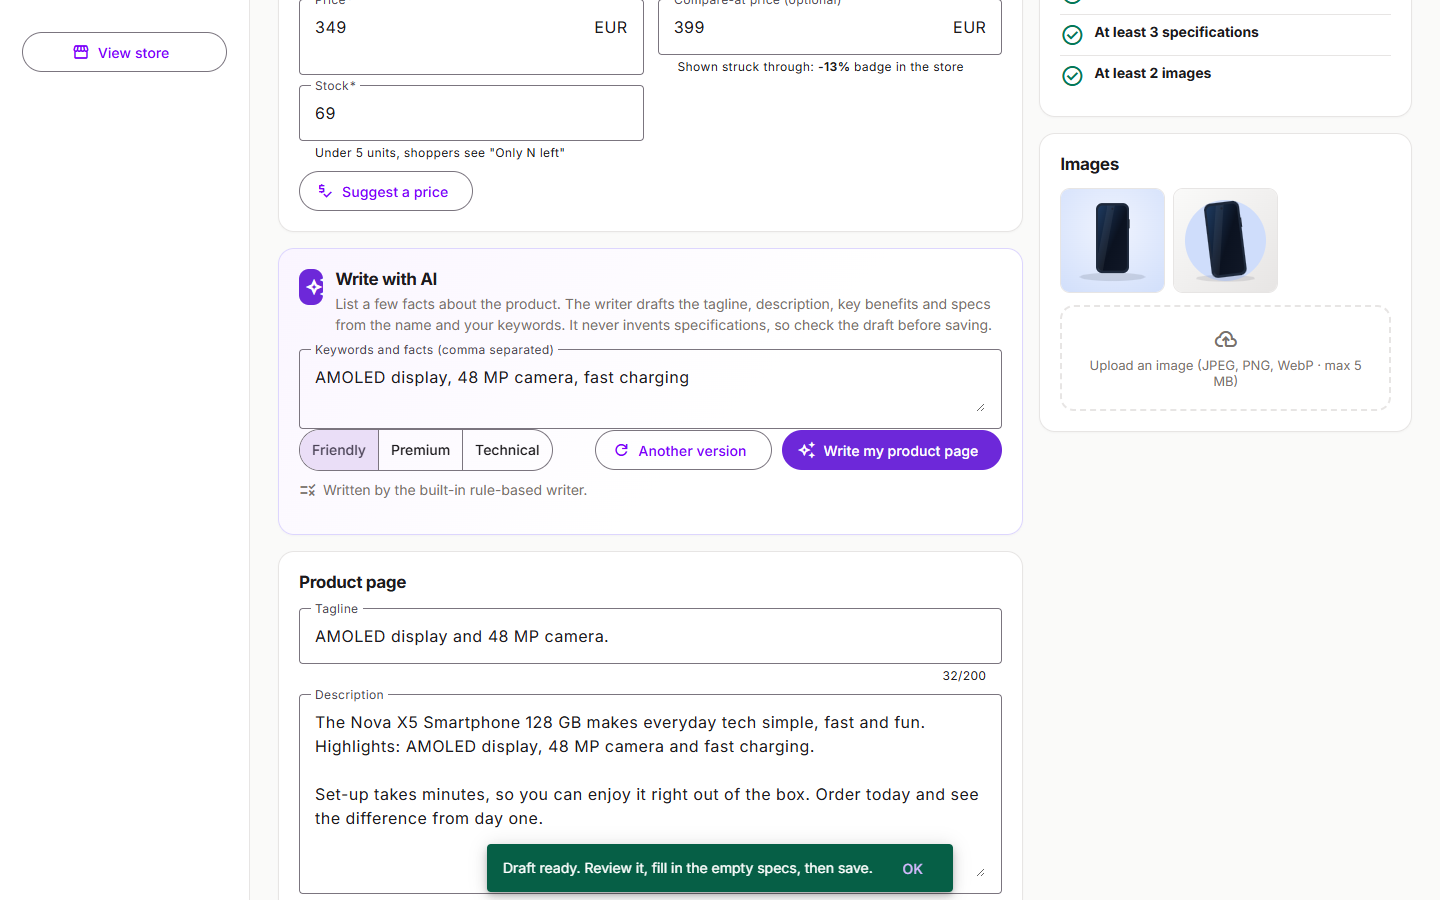 View store
Price
349
EUR
Compare-at price (optional)
399
EUR
Shown struck through: -13% badge in the store
Stock*
69
Under 5 units, shoppers see "Only N left"
Suggest a price
Write with AI
List a few facts about the product. The writer drafts the tagline, description, key benefits and specs
from the name and your keywords. It never invents specifications, so check the draft before saving.
Keywords and facts (comma separated)
AMOLED display, 48 MP camera, fast charging
Friendly
Premium
Technical
Another version
Write my product page
Written by the built-in rule-based writer.
Product page
Tagline
AMOLED display and 48 MP camera.
32/200
Description
The Nova X5 Smartphone 128 GB makes everyday tech simple, fast and fun.
Highlights: AMOLED display, 48 MP camera and fast charging.
Set-up takes minutes, so you can enjoy it right out of the box. Order today and see
the difference from day one.
Draft ready. Review it, fill in the empty specs, then save.
OK
At least 3 specifications
At least 2 images
Images
Upload an image (JPEG, PNG, WebP · max 5
MB)